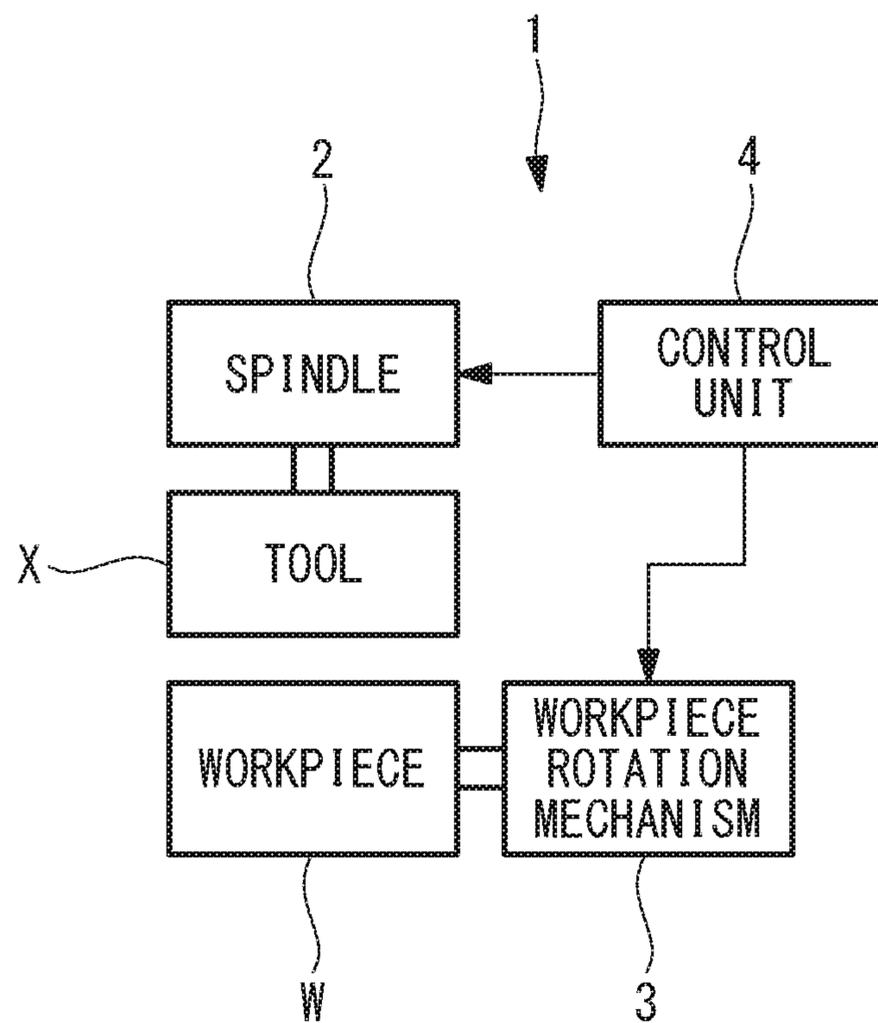 1
2
4
SPINDLE
CONTROL
UNIT
X
TOOL
WORKPIECE
WORKPIECE
ROTATION
MECHANISM
W
3